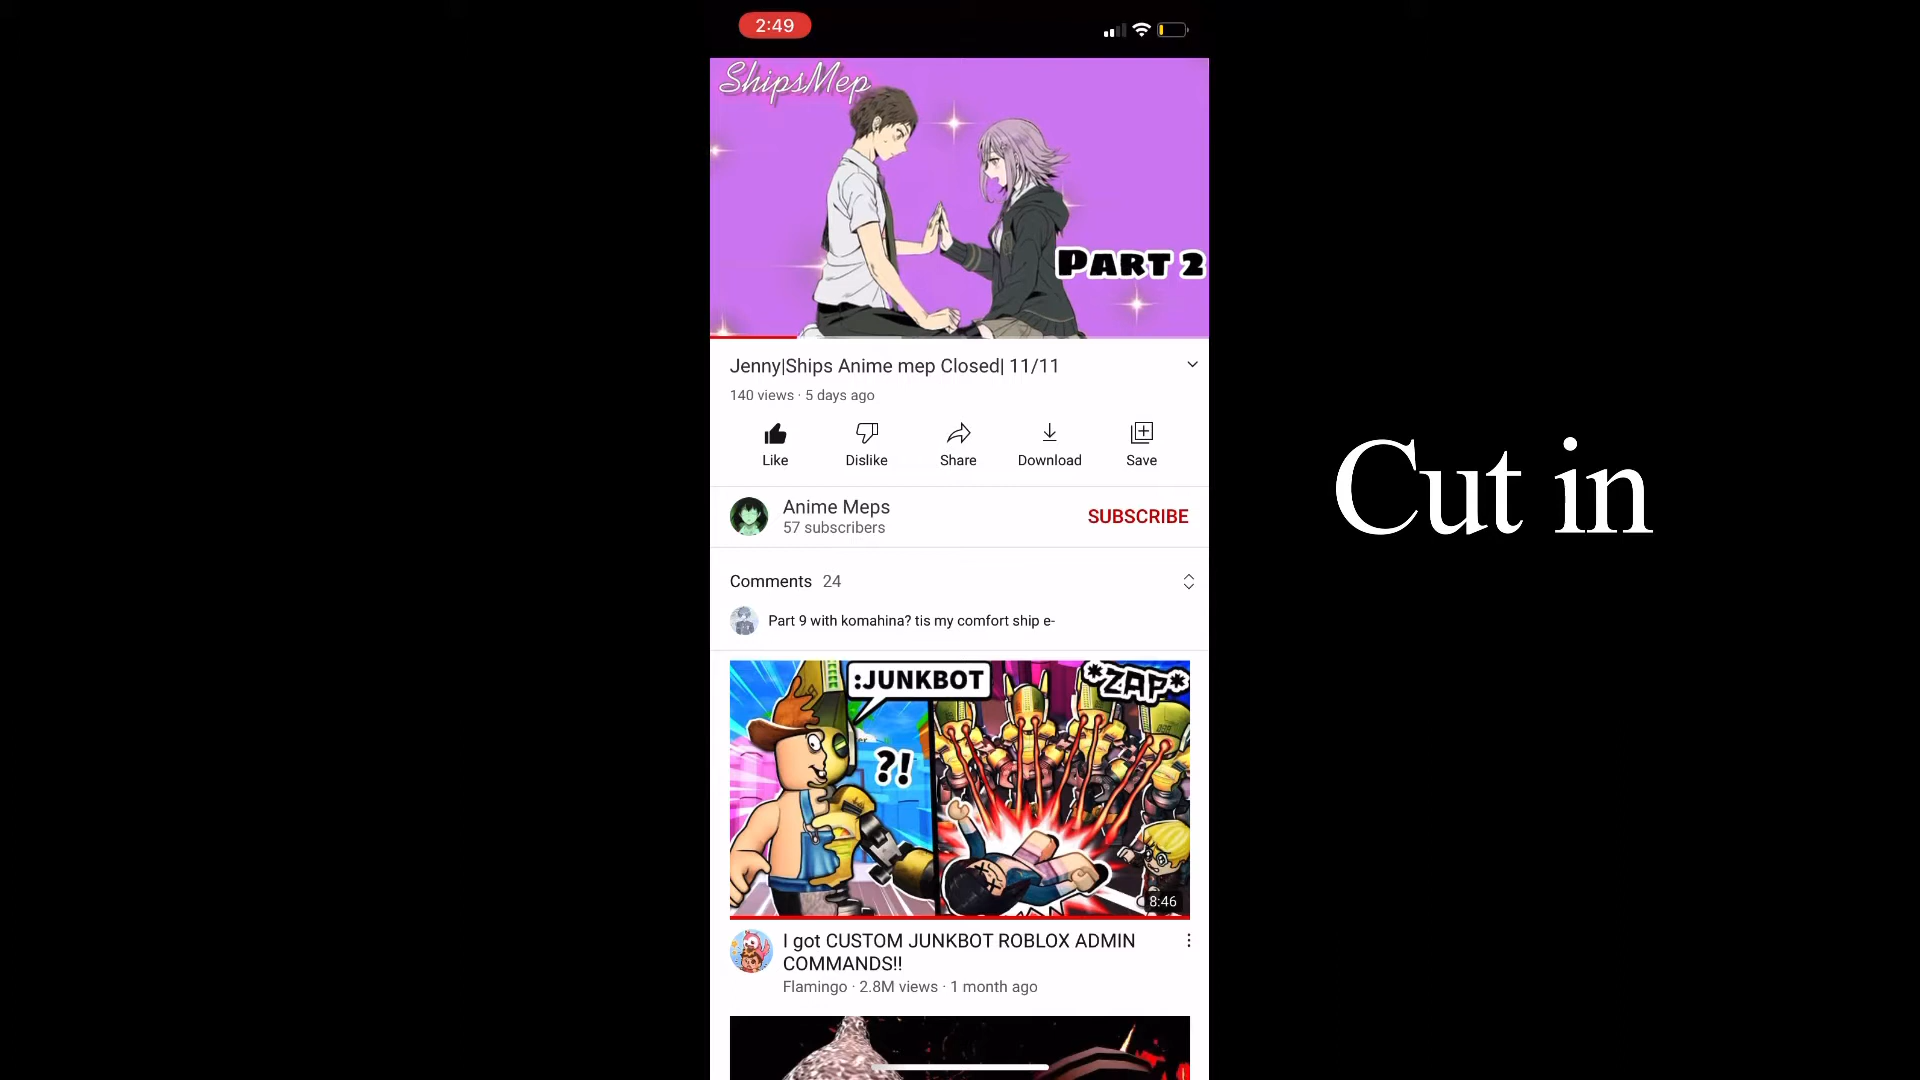 2:49
ShipsMep
PART 2
Jenny|Ships Anime mep Closed| 11/11
140 views · 5 days ago
Like Dislike Share Download Save
Anime Meps
57 subscribers
SUBSCRIBE
Cut in
Comments 24
Part 9 with komahina? tis my comfort ship e-
:JUNKBOT
*ZAP*
?!
8:46
I got CUSTOM JUNKBOT ROBLOX ADMIN
COMMANDS!!
Flamingo · 2.8M views · 1 month ago